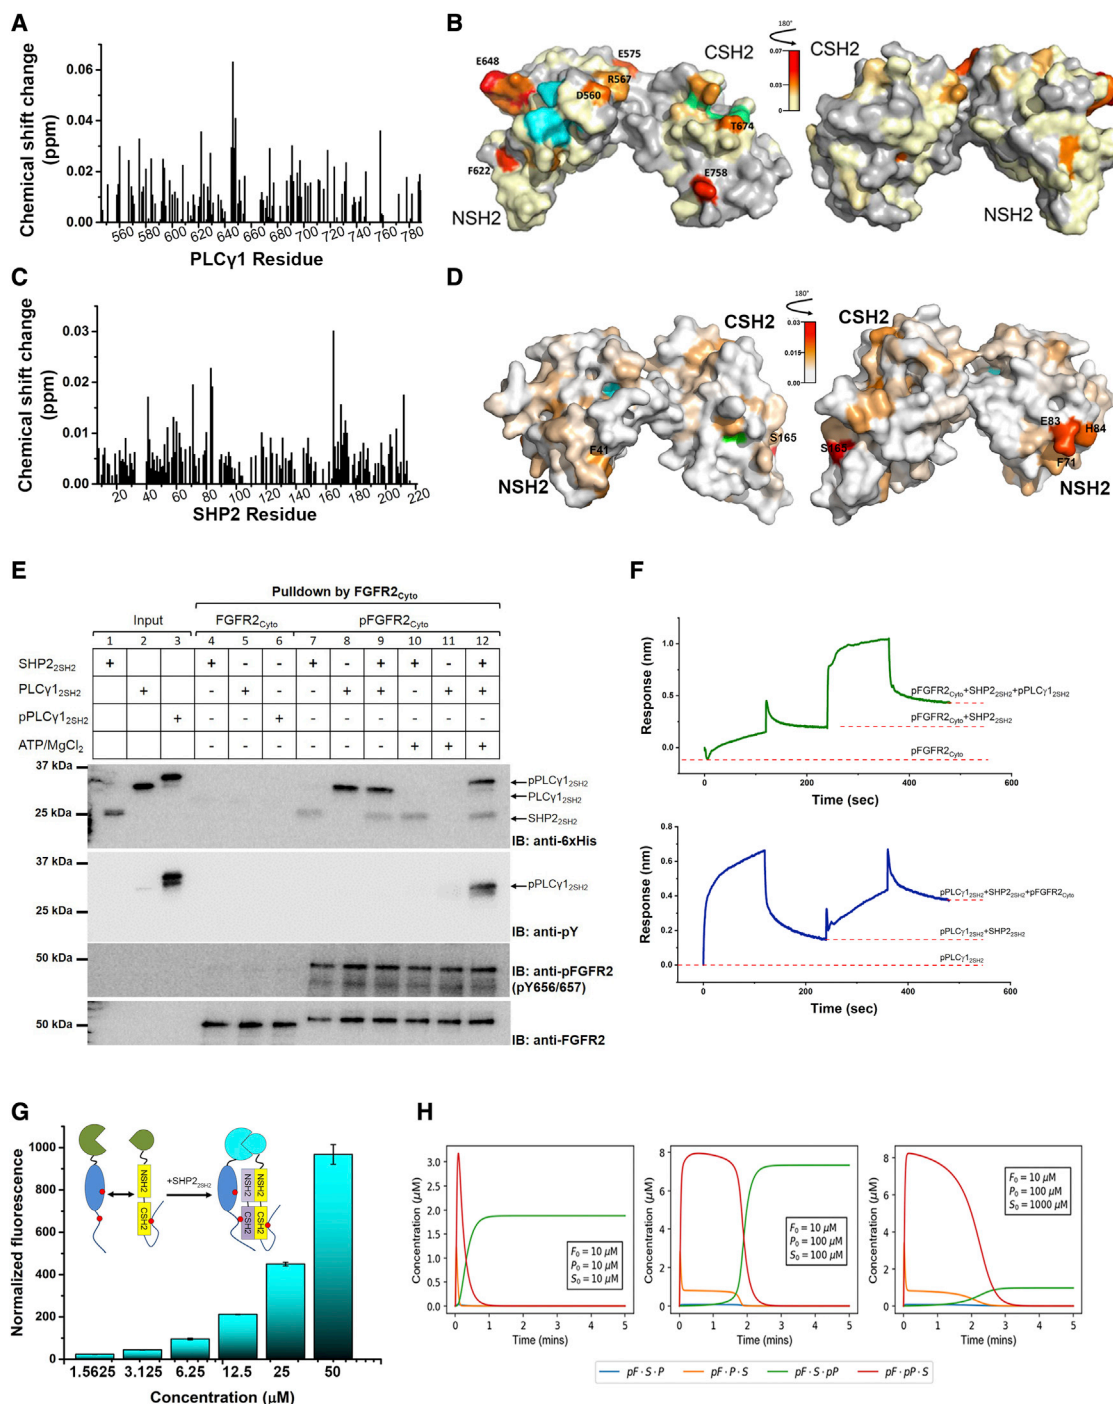 A
Chemical shift change
(ppm)
0.06
0.04
0.02
0.00
560 580 600 620 640 660 680 700 720 740 760 780
PLCγ1 Residue
B
E648
E575
R567
D560
F622
T674
E758
CSH2
NSH2
180°
0.07
0.03
0
CSH2
NSH2
C
Chemical shift change
(ppm)
0.03
0.02
0.01
0.00
20 40 60 80 100 120 140 160 180 200 220
SHP2 Residue
D
CSH2
NSH2
F41
S165
180°
0.03
0.015
0.00
CSH2
S165
E83
H84
F71
NSH2
E
Pulldown by FGFR2Cyto
Input FGFR2Cyto pFGFR2Cyto
1 2 3 4 5 6 7 8 9 10 11 12
SHP22SH2 + + - - + - + + - +
PLCγ12SH2 + - + - - + + - + +
pPLCγ12SH2 + - - + - - - - - -
ATP/MgCl2 - - - - - - + + +
37 kDa
25 kDa
pPLCγ12SH2
PLCγ12SH2
SHP22SH2
IB: anti-6xHis
37 kDa
25 kDa
pPLCγ12SH2
IB: anti-pY
50 kDa
IB: anti-pFGFR2
(pY656/657)
50 kDa
IB: anti-FGFR2
F
Response (nm)
1.0
0.5
0.0
pFGFR2Cyto+SHP22SH2+pPLCγ12SH2
pFGFR2Cyto+SHP22SH2
pFGFR2Cyto
0 200 400 600
Time (sec)
Response (nm)
0.8
0.6
0.4
0.2
0.0
pPLCγ12SH2+SHP22SH2+pFGFR2Cyto
pPLCγ12SH2+SHP22SH2
pPLCγ12SH2
0 200 400 600
Time (sec)
G
Normalized fluorescence
1000
800
600
400
200
0
NSH2
CSH2
+SHP22SH2
NSH2
CSH2
NSH2
CSH2
1.5625 3.125 6.25 12.5 25 50
Concentration (μM)
H
Concentration (μM)
3.0
2.5
2.0
1.5
1.0
0.5
0.0
F0 = 10 μM
P0 = 10 μM
S0 = 10 μM
0 1 2 3 4 5
Time (mins)
Concentration (μM)
8
6
4
2
0
F0 = 10 μM
P0 = 100 μM
S0 = 100 μM
0 1 2 3 4 5
Time (mins)
Concentration (μM)
8
6
4
2
0
F0 = 10 μM
P0 = 100 μM
S0 = 1000 μM
0 1 2 3 4 5
Time (mins)
pF·S·P pF·P·S pF·S·pP pF·pP·S